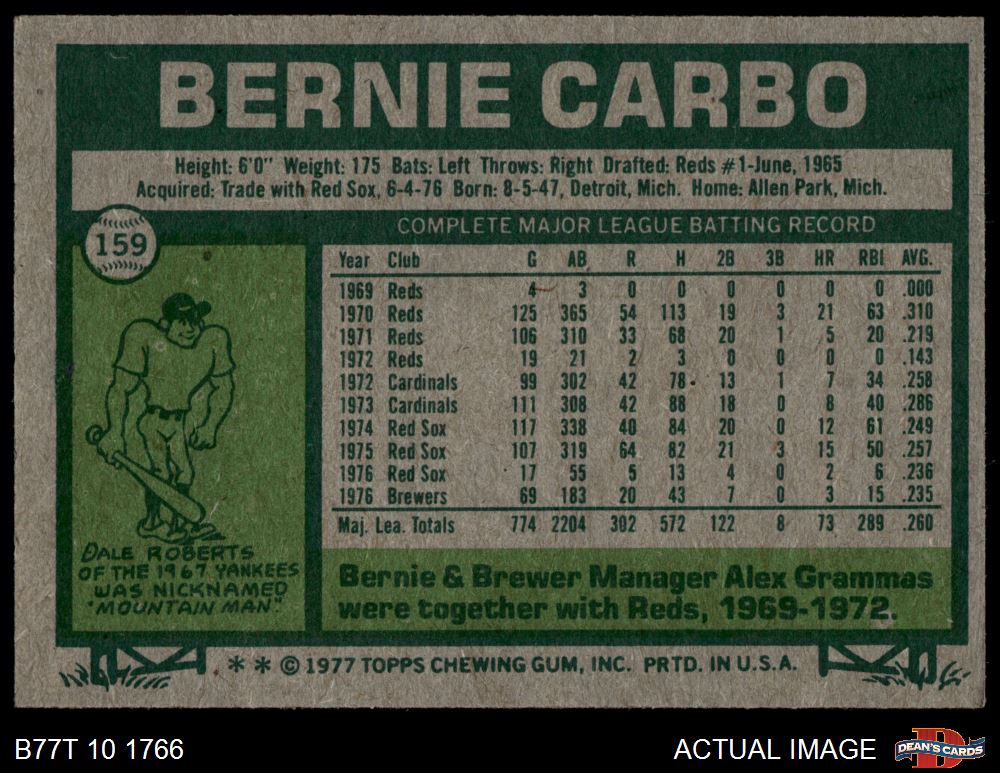 BERNIE CARBO
Height: 6'0" Weight: 175 Bats: Left Throws: Right Drafted: Reds #1-June, 1965
Acquired: Trade with Red Sox, 6-4-76 Born: 8-5-47, Detroit, Mich. Home: Allen Park, Mich.
159
COMPLETE MAJOR LEAGUE BATTING RECORD
Year Club G AB R H 2B 3B HR RBI AVG.
1969 Reds 4 3 0 0 0 0 0 0 .000
1970 Reds 125 365 54 113 19 3 21 63 .310
1971 Reds 106 310 33 68 20 1 5 20 .219
1972 Reds 19 21 2 3 0 0 0 0 .143
1972 Cardinals 99 302 42 78 13 1 7 34 .258
1973 Cardinals 111 308 42 88 18 0 8 40 .286
1974 Red Sox 117 338 40 84 20 0 12 61 .249
1975 Red Sox 107 319 64 82 21 3 15 50 .257
1976 Red Sox 17 55 5 13 4 0 2 6 .236
1976 Brewers 69 183 20 43 7 0 3 15 .235
Maj. Lea. Totals 774 2204 302 572 122 8 73 289 .260
DALE ROBERTS
OF THE 1967 YANKEES
WAS NICKNAMED
"MOUNTAIN MAN".
Bernie & Brewer Manager Alex Grammas
were together with Reds, 1969-1972.
* * © 1977 TOPPS CHEWING GUM, INC. PRTD. IN U.S.A.
B77T 10 1766
ACTUAL IMAGE
D
DEAN'S CARDS